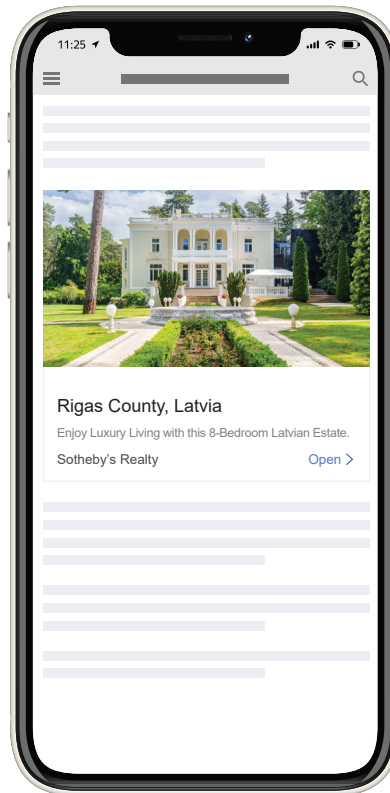 11:25
Rigas County, Latvia
Enjoy Luxury Living with this 8-Bedroom Latvian Estate.
Sotheby's Realty
Open >